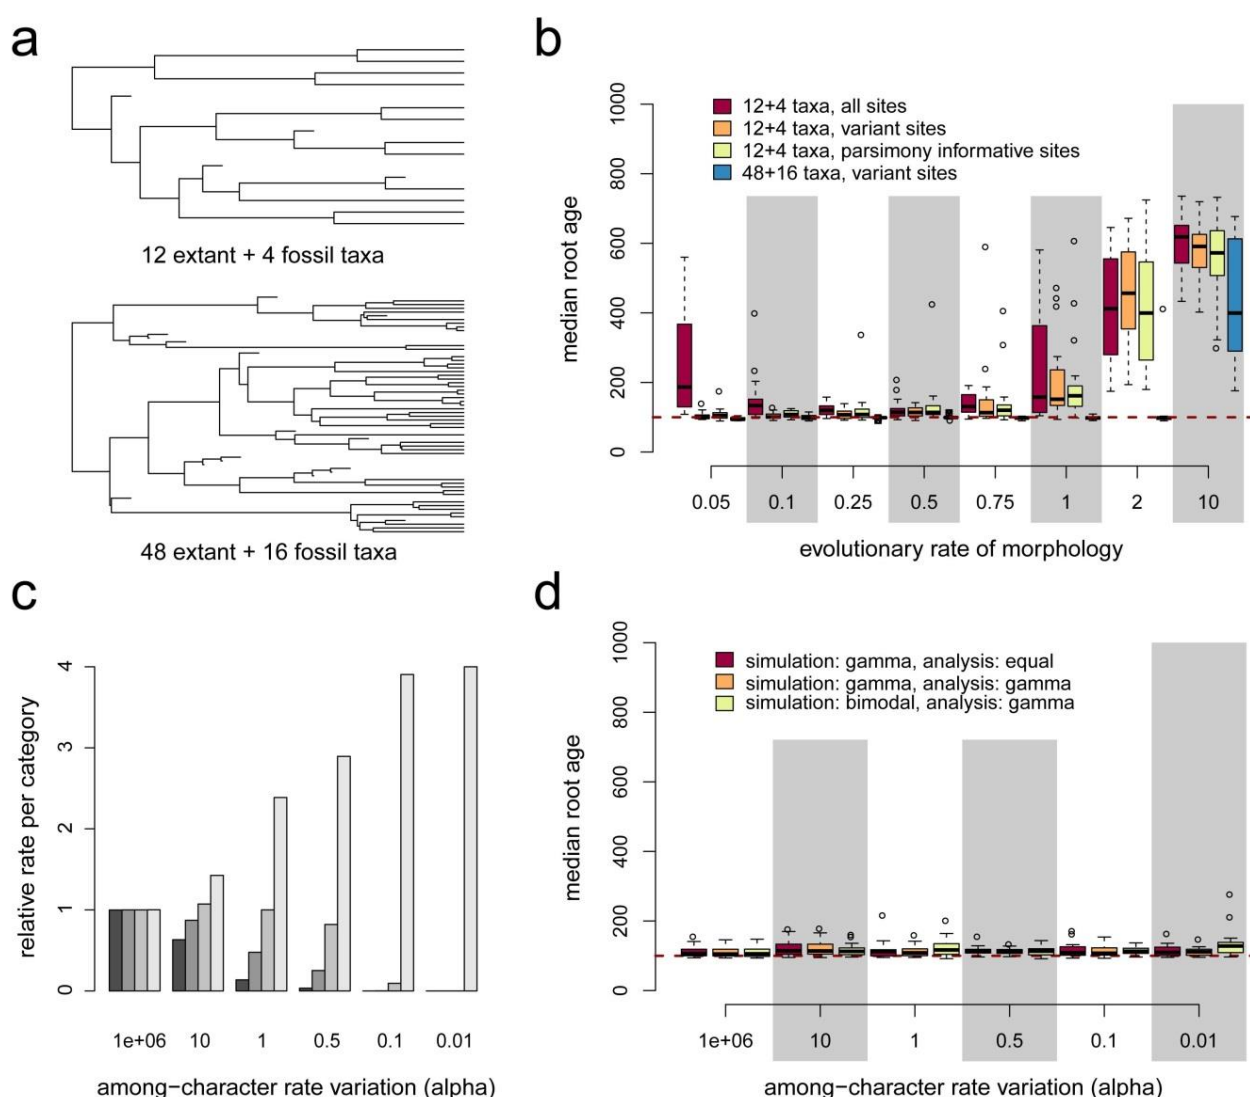 a
12 extant + 4 fossil taxa
48 extant + 16 fossil taxa
b
median root age
0
200
400
600
800
1000
12+4 taxa, all sites
12+4 taxa, variant sites
12+4 taxa, parsimony informative sites
48+16 taxa, variant sites
0.05 0.1 0.25 0.5 0.75 1 2 10
evolutionary rate of morphology
c
relative rate per category
0
1
2
3
4
1e+06 10 1 0.5 0.1 0.01
among−character rate variation (alpha)
d
median root age
0
200
400
600
800
1000
simulation: gamma, analysis: equal
simulation: gamma, analysis: gamma
simulation: bimodal, analysis: gamma
1e+06 10 1 0.5 0.1 0.01
among−character rate variation (alpha)